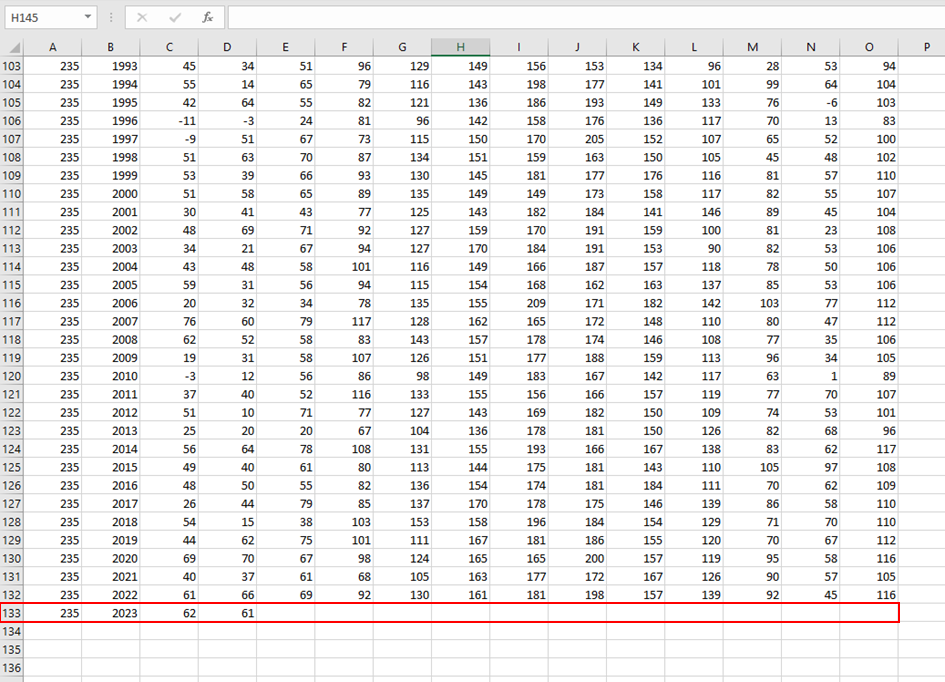 H145 fx
A B C D E F G H I J K L M N O P
103 235 1993 45 34 51 96 129 149 156 153 134 96 28 53 94
104 235 1994 55 14 65 79 116 143 198 177 141 101 99 64 104
105 235 1995 42 64 55 82 121 136 186 193 149 133 76 -6 103
106 235 1996 -11 -3 24 81 96 142 158 176 136 117 70 13 83
107 235 1997 -9 51 67 73 115 150 170 205 152 107 65 52 100
108 235 1998 51 63 70 87 134 151 159 163 150 105 45 48 102
109 235 1999 53 39 66 93 130 145 181 177 176 116 81 57 110
110 235 2000 51 58 65 89 135 149 149 173 158 117 82 55 107
111 235 2001 30 41 43 77 125 143 182 184 141 146 89 45 104
112 235 2002 48 69 71 92 127 159 170 191 159 100 81 23 108
113 235 2003 34 21 67 94 127 170 184 191 153 90 82 53 106
114 235 2004 43 48 58 101 116 149 166 187 157 118 78 50 106
115 235 2005 59 31 56 94 115 154 168 162 163 137 85 53 106
116 235 2006 20 32 34 78 135 155 209 171 182 142 103 77 112
117 235 2007 76 60 79 117 128 162 165 172 148 110 80 47 112
118 235 2008 62 52 58 83 143 157 178 174 146 108 77 35 106
119 235 2009 19 31 58 107 126 151 177 188 159 113 96 34 105
120 235 2010 -3 12 56 86 98 149 183 167 142 117 63 1 89
121 235 2011 37 40 52 116 133 155 156 166 157 119 77 70 107
122 235 2012 51 10 71 77 127 143 169 182 150 109 74 53 101
123 235 2013 25 20 20 67 104 136 178 181 150 126 82 68 96
124 235 2014 56 64 78 108 131 155 193 166 167 138 83 62 117
125 235 2015 49 40 61 80 113 144 175 181 143 110 105 97 108
126 235 2016 48 50 55 82 136 154 174 181 184 111 70 62 109
127 235 2017 26 44 79 85 137 170 178 175 146 139 86 58 110
128 235 2018 54 15 38 103 153 158 196 184 154 129 71 70 110
129 235 2019 44 62 75 101 111 167 181 186 155 120 70 67 112
130 235 2020 69 70 67 98 124 165 165 200 157 119 95 58 116
131 235 2021 40 37 61 68 105 163 177 172 167 126 90 57 105
132 235 2022 61 66 69 92 130 161 181 198 157 139 92 45 116
133 235 2023 62 61
134
135
136